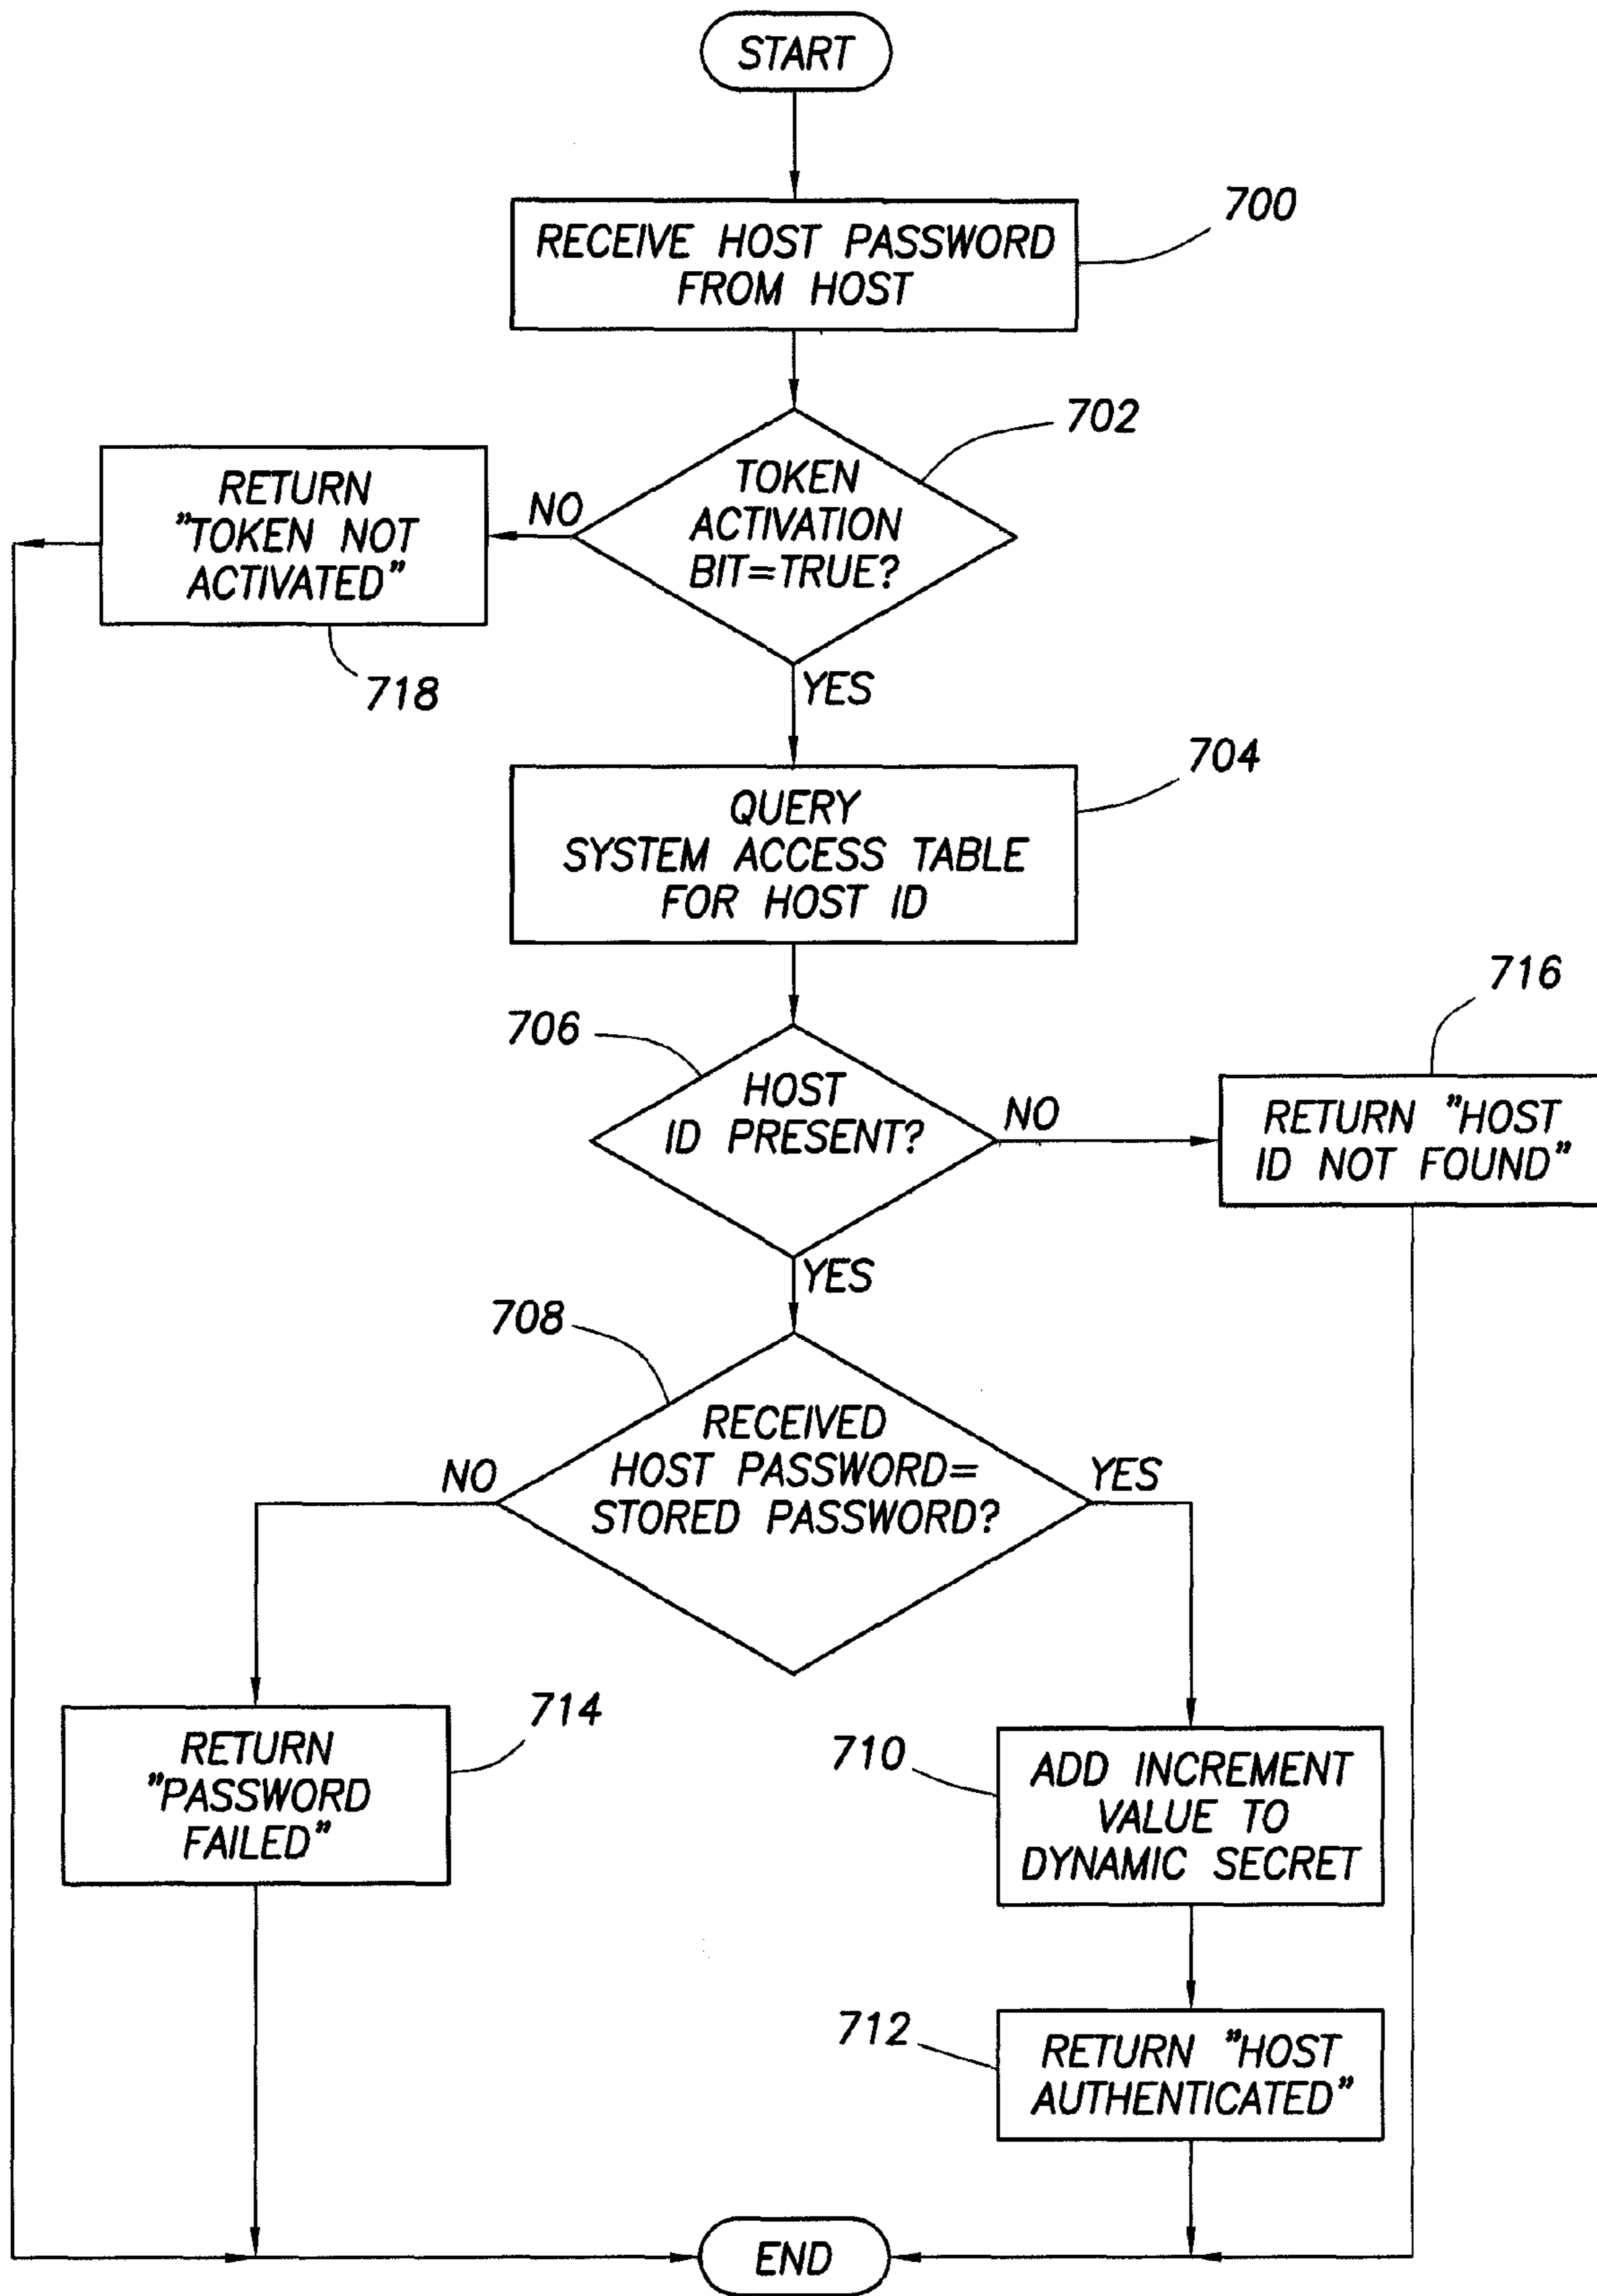 START
RECEIVE HOST PASSWORD
FROM HOST
700
702
TOKEN
ACTIVATION
BIT=TRUE?
NO
RETURN
"TOKEN NOT
ACTIVATED"
718
YES
704
QUERY
SYSTEM ACCESS TABLE
FOR HOST ID
706
HOST
ID PRESENT?
NO
716
RETURN "HOST
ID NOT FOUND"
YES
708
RECEIVED
HOST PASSWORD=
STORED PASSWORD?
NO
YES
RETURN
"PASSWORD
FAILED"
714
710
ADD INCREMENT
VALUE TO
DYNAMIC SECRET
712
RETURN "HOST
AUTHENTICATED"
END